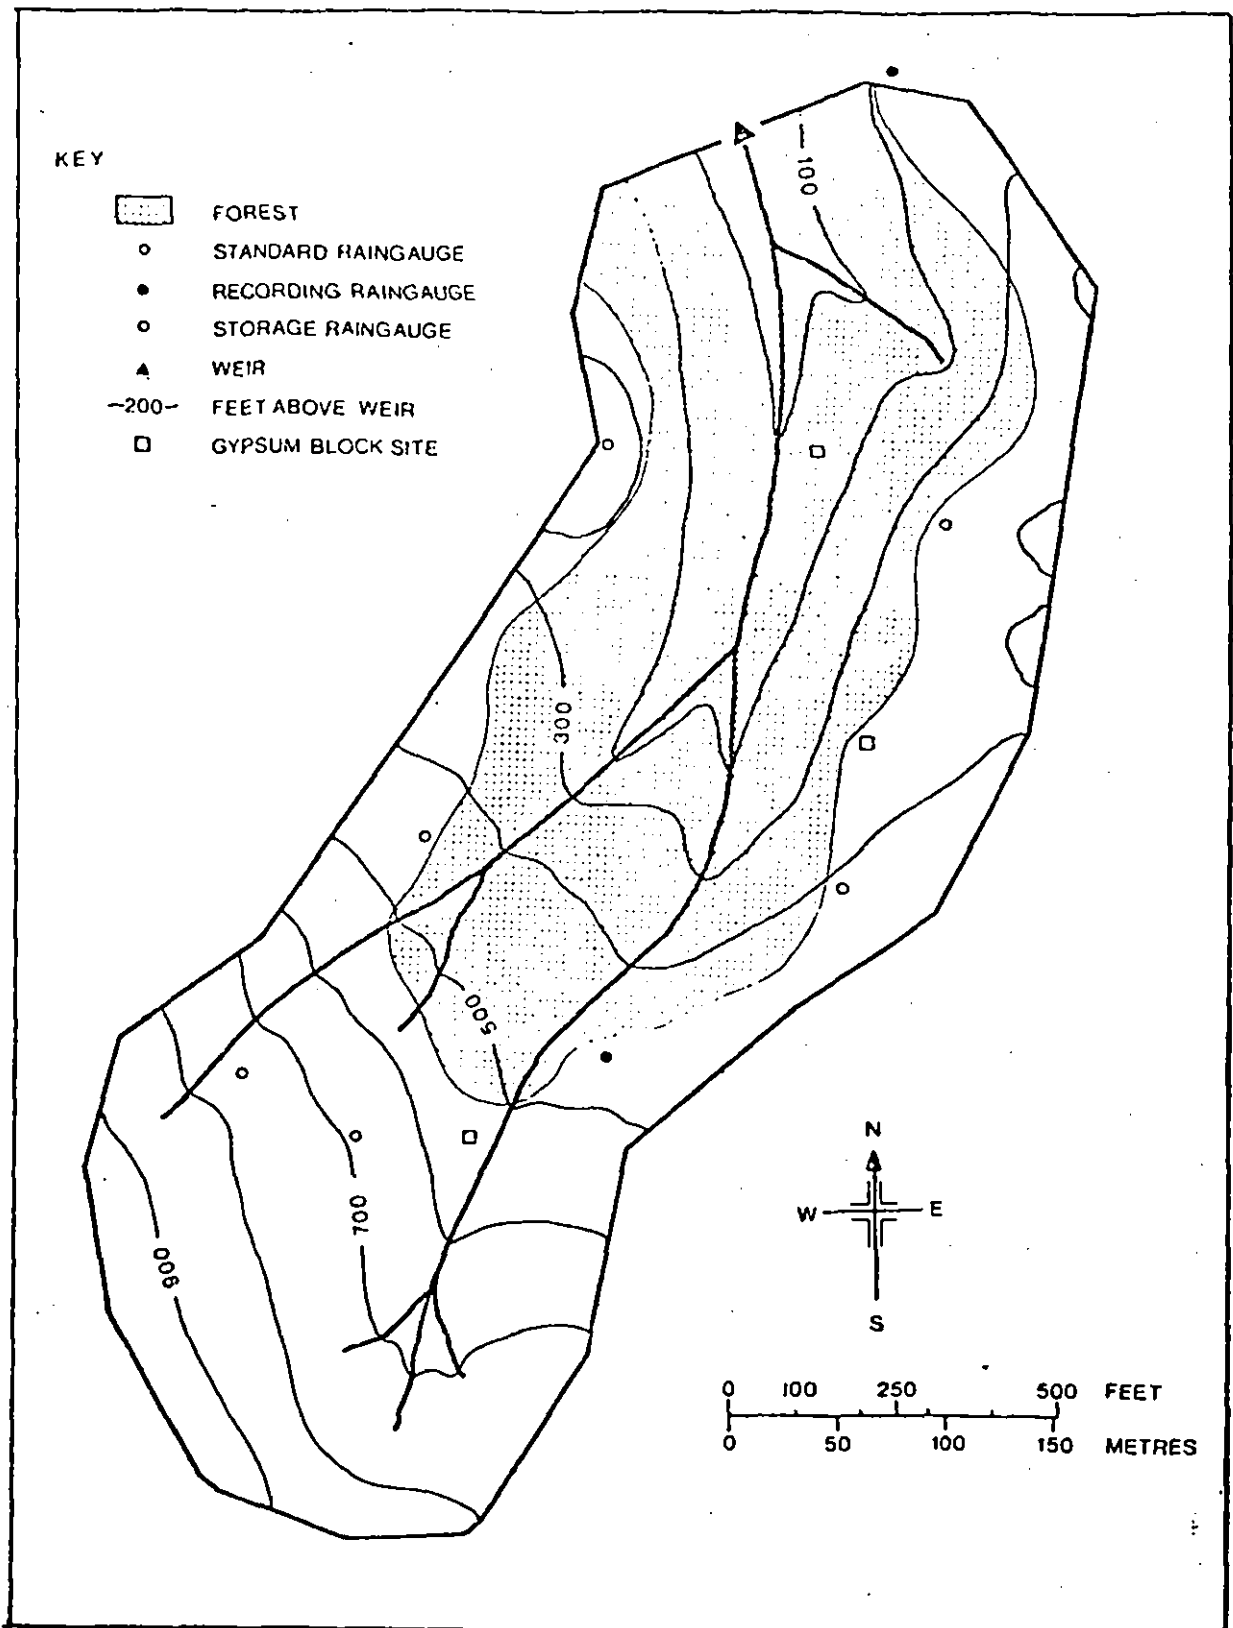 KEY
FOREST
STANDARD RAINGAUGE
RECORDING RAINGAUGE
STORAGE RAINGAUGE
WEIR
-200- FEET ABOVE WEIR
GYPSUM BLOCK SITE
100
300
500
700
900
N
W E
S
0 100 250 500 FEET
0 50 100 150 METRES